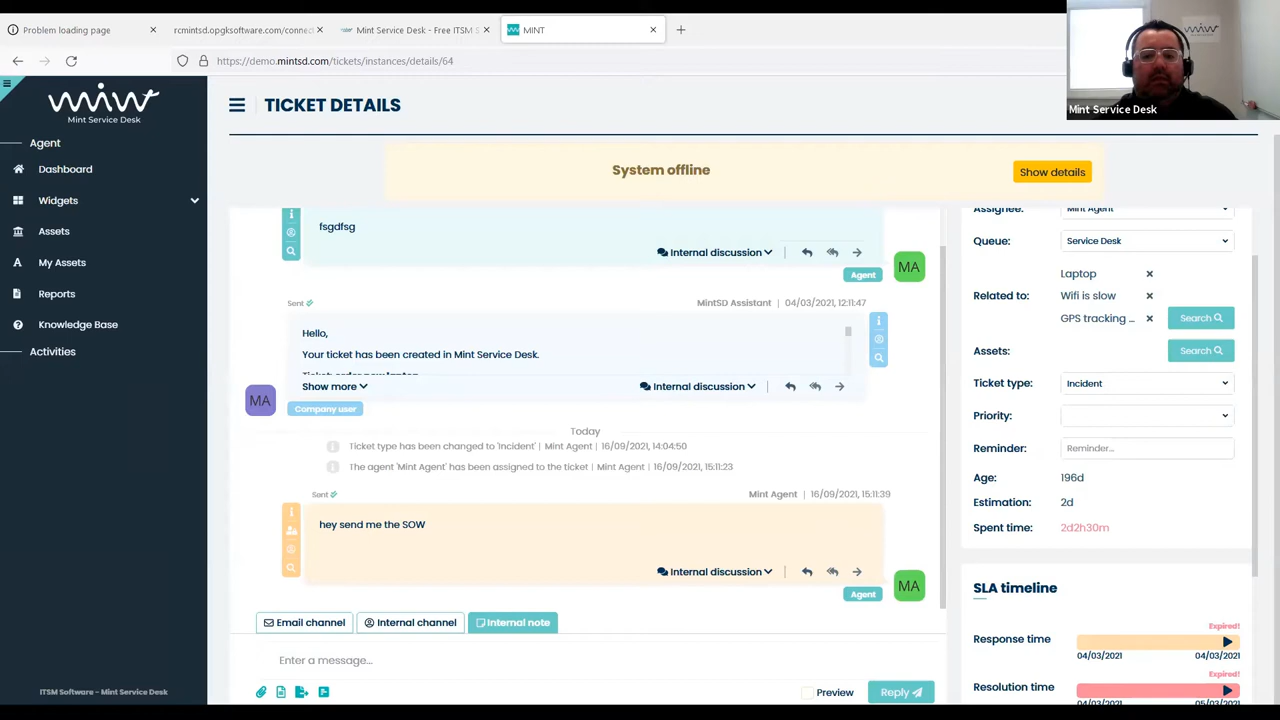 Problem loading page
rcmintsd.opgksoftware.com/connect
Mint Service Desk - Free ITSM S
MINT
https://demo.mintsd.com/tickets/instances/details/64
Mint Service Desk
Mint Service Desk
Agent
Dashboard
Widgets
Assets
My Assets
Reports
Knowledge Base
Activities
ITSM Software - Mint Service Desk
TICKET DETAILS
System offline
Show details
fsgdfsg
Internal discussion
Agent
MA
Sent
MintSD Assistant | 04/03/2021, 12:11:47
Hello,
Your ticket has been created in Mint Service Desk.
Show more
Internal discussion
MA
Company user
Today
Ticket type has been changed to 'Incident' | Mint Agent | 16/09/2021, 14:04:50
The agent 'Mint Agent' has been assigned to the ticket | Mint Agent | 16/09/2021, 15:11:23
Sent
Mint Agent | 16/09/2021, 15:11:39
hey send me the SOW
Internal discussion
Agent
MA
Email channel
Internal channel
Internal note
Enter a message...
Preview
Reply
Assignee:
Mint Agent
Queue:
Service Desk
Related to:
Laptop
Wifi is slow
GPS tracking ...
Search
Assets:
Search
Ticket type:
Incident
Priority:
Reminder:
Reminder...
Age:
196d
Estimation:
2d
Spent time:
2d2h30m
SLA timeline
Expired!
Response time
04/03/2021
04/03/2021
Expired!
Resolution time
04/03/2021
05/03/2021